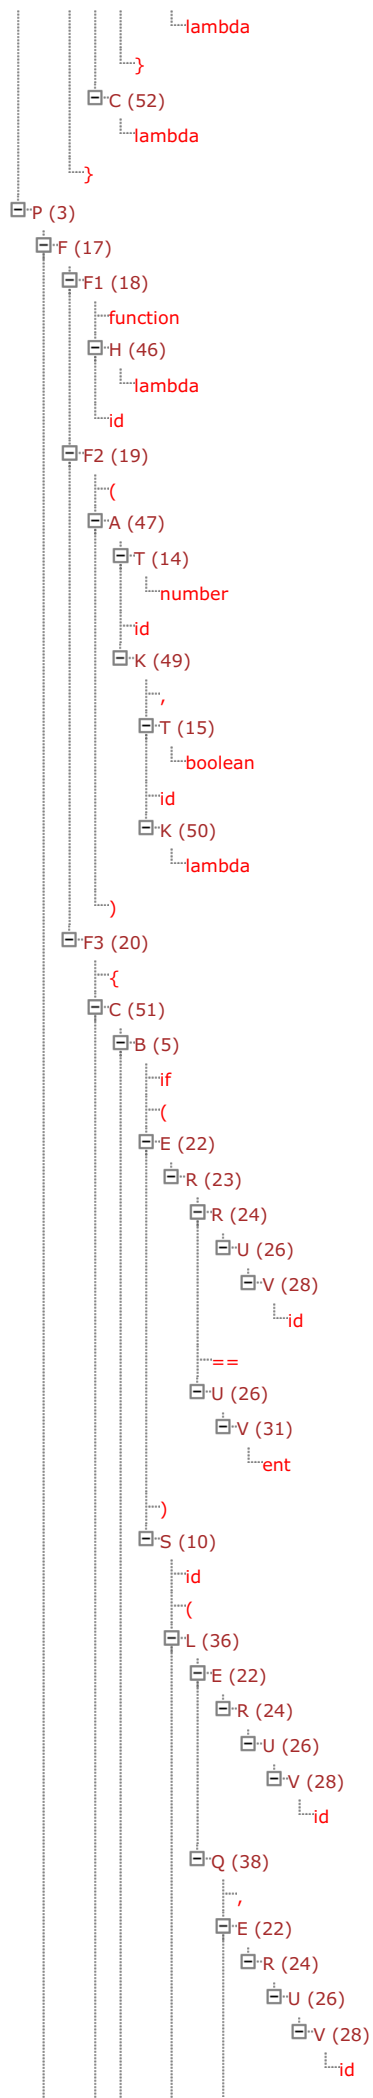 lambda
}
C (52)
lambda
}
P (3)
F (17)
F1 (18)
function
H (46)
lambda
id
F2 (19)
(
A (47)
T (14)
number
id
K (49)
,
T (15)
boolean
id
K (50)
lambda
)
F3 (20)
{
C (51)
B (5)
if
(
E (22)
R (23)
R (24)
U (26)
V (28)
id
==
U (26)
V (31)
ent
)
S (10)
id
(
L (36)
E (22)
R (24)
U (26)
V (28)
id
Q (38)
,
E (22)
R (24)
U (26)
V (28)
id